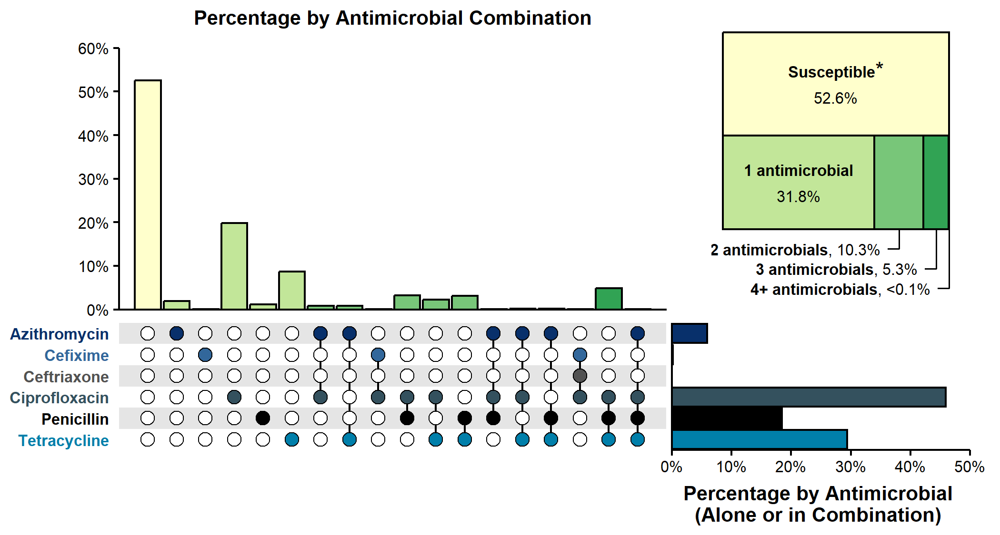 Percentage by Antimicrobial Combination
60%
50%
40%
30%
20%
10%
0%
Susceptible*
52.6%
1 antimicrobial
31.8%
2 antimicrobials, 10.3%
3 antimicrobials, 5.3%
4+ antimicrobials, <0.1%
Azithromycin
Cefixime
Ceftriaxone
Ciprofloxacin
Penicillin
Tetracycline
0% 10% 20% 30% 40% 50%
Percentage by Antimicrobial
(Alone or in Combination)